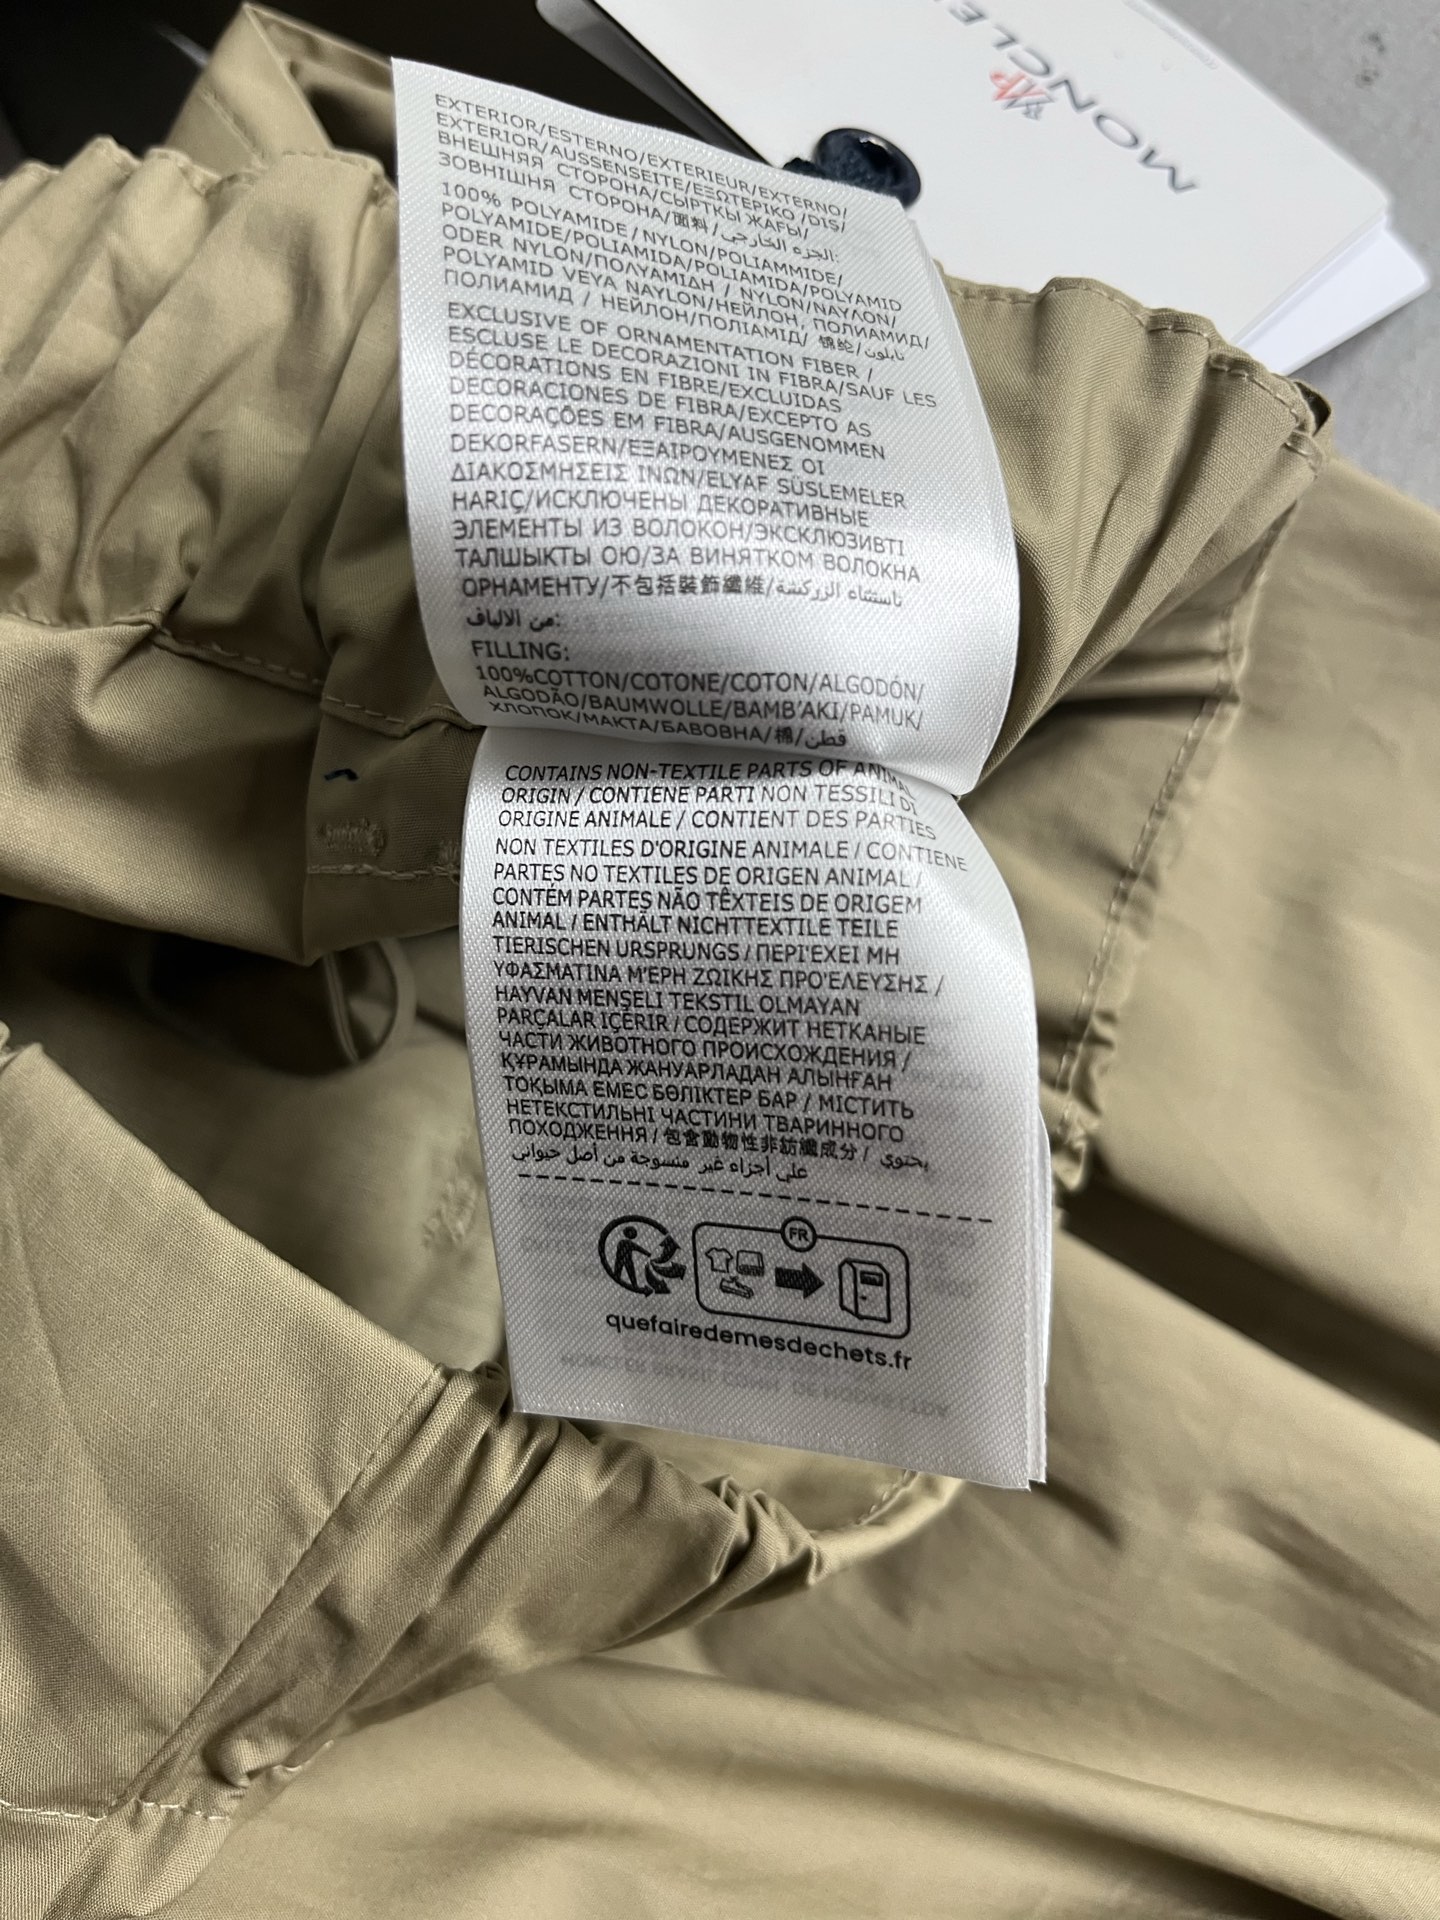 MONCLE
EXTERIOR/ESTERNO/EXTERIEUR/EXTERNO/
EXTERIOR/AUSSENSEITE/ΕΞΩΤΕΡΙΚΟ /DIS/
ВНЕШНЯЯ СТОРОНА/СЫРТКЫ ЖАҒЫ/
ЗОВНІШНЯ СТОРОНА/面料/الجزء الخارجي:
100% POLYAMIDE/NYLON/POLIAMMIDE/
POLYAMIDE/POLIAMIDA/POLIAMIDA/POLYAMID
ODER NYLON/ΠΟΛΥΑΜΙΔΗ / NYLON/ΝΑΥΛΟΝ/
POLYAMID VEYA NAYLON/НЕЙЛОН, ПОЛИАМИД/
ПОЛИАМИД / НЕЙЛОН/ПОЛІАМІД/ 锦纶/نايلون
EXCLUSIVE OF ORNAMENTATION FIBER /
ESCLUSE LE DECORAZIONI IN FIBRA/SAUF LES
DÉCORATIONS EN FIBRE/EXCLUIDAS
DECORACIONES DE FIBRA/EXCEPTO AS
DECORAÇÕES EM FIBRA/AUSGENOMMEN
DEKORFASERN/ΕΞΑΙΡΟΥΜΕΝΕΣ ΟΙ
ΔΙΑΚΟΣΜΗΣΕΙΣ ΙΝΩΝ/ELYAF SÜSLEMELER
HARIÇ/ИСКЛЮЧЕНЫ ДЕКОРАТИВНЫЕ
ЭЛЕМЕНТЫ ИЗ ВОЛОКОН/ЭКСКЛЮЗИВТІ
ТАЛШЫКТЫ ОЮ/ЗА ВИНЯТКОМ ВОЛОКНА
ОРНАМЕНТУ/不包括裝飾纖維/باستثناء الزركشة
من الالياف:
FILLING:
100%COTTON/COTONE/COTON/ALGODÓN/
ALGODÃO/BAUMWOLLE/BAMB'AKI/PAMUK/
ХЛОПОК/МАКТА/БАВОВНА/棉/قطن
CONTAINS NON-TEXTILE PARTS OF ANIMAL
ORIGIN / CONTIENE PARTI NON TESSILI DI
ORIGINE ANIMALE / CONTIENT DES PARTIES
NON TEXTILES D'ORIGINE ANIMALE / CONTIENE
PARTES NO TEXTILES DE ORIGEN ANIMAL /
CONTÉM PARTES NÃO TÊXTEIS DE ORIGEM
ANIMAL / ENTHÄLT NICHTTEXTILE TEILE
TIERISCHEN URSPRUNGS / ΠΕΡΙ'ΕΧΕΙ ΜΗ
ΥΦΑΣΜΑΤΙΝΑ Μ'ΕΡΗ ΖΩΙΚΗΣ ΠΡΟ'ΕΛΕΥΣΗΣ /
HAYVAN MENŞELI TEKSTIL OLMAYAN
PARÇALAR IÇERIR / СОДЕРЖИТ НЕТКАНЫЕ
ЧАСТИ ЖИВОТНОГО ПРОИСХОЖДЕНИЯ /
ҚҰРАМЫНДА ЖАНУАРЛАДАН АЛЫНҒАН
ТОҚЫМА ЕМЕС БӨЛІКТЕР БАР / МІСТИТЬ
НЕТЕКСТИЛЬНІ ЧАСТИНИ ТВАРИННОГО
ПОХОДЖЕННЯ / 包含動物性非紡織成分 / يحتوي
على أجزاء غير منسوجة من أصل حيواني
FR
quefairedemesdechets.fr